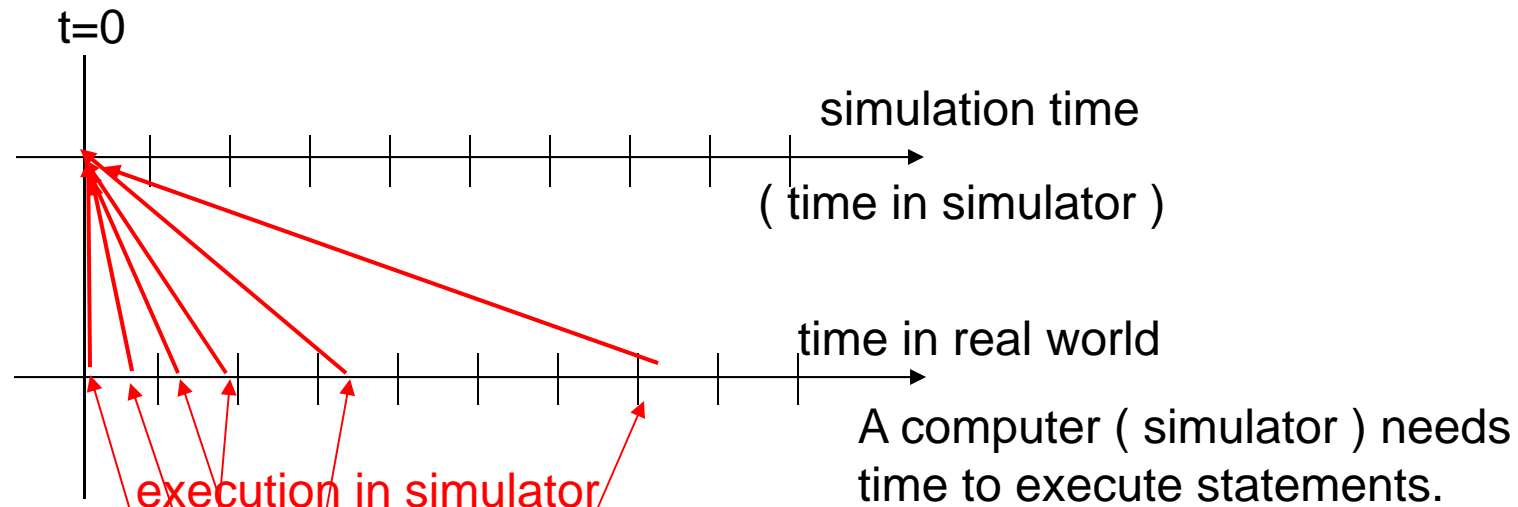 t=0
simulation time
( time in simulator )
time in real world
A computer ( simulator ) needs
time to execute statements.
execution in simulator